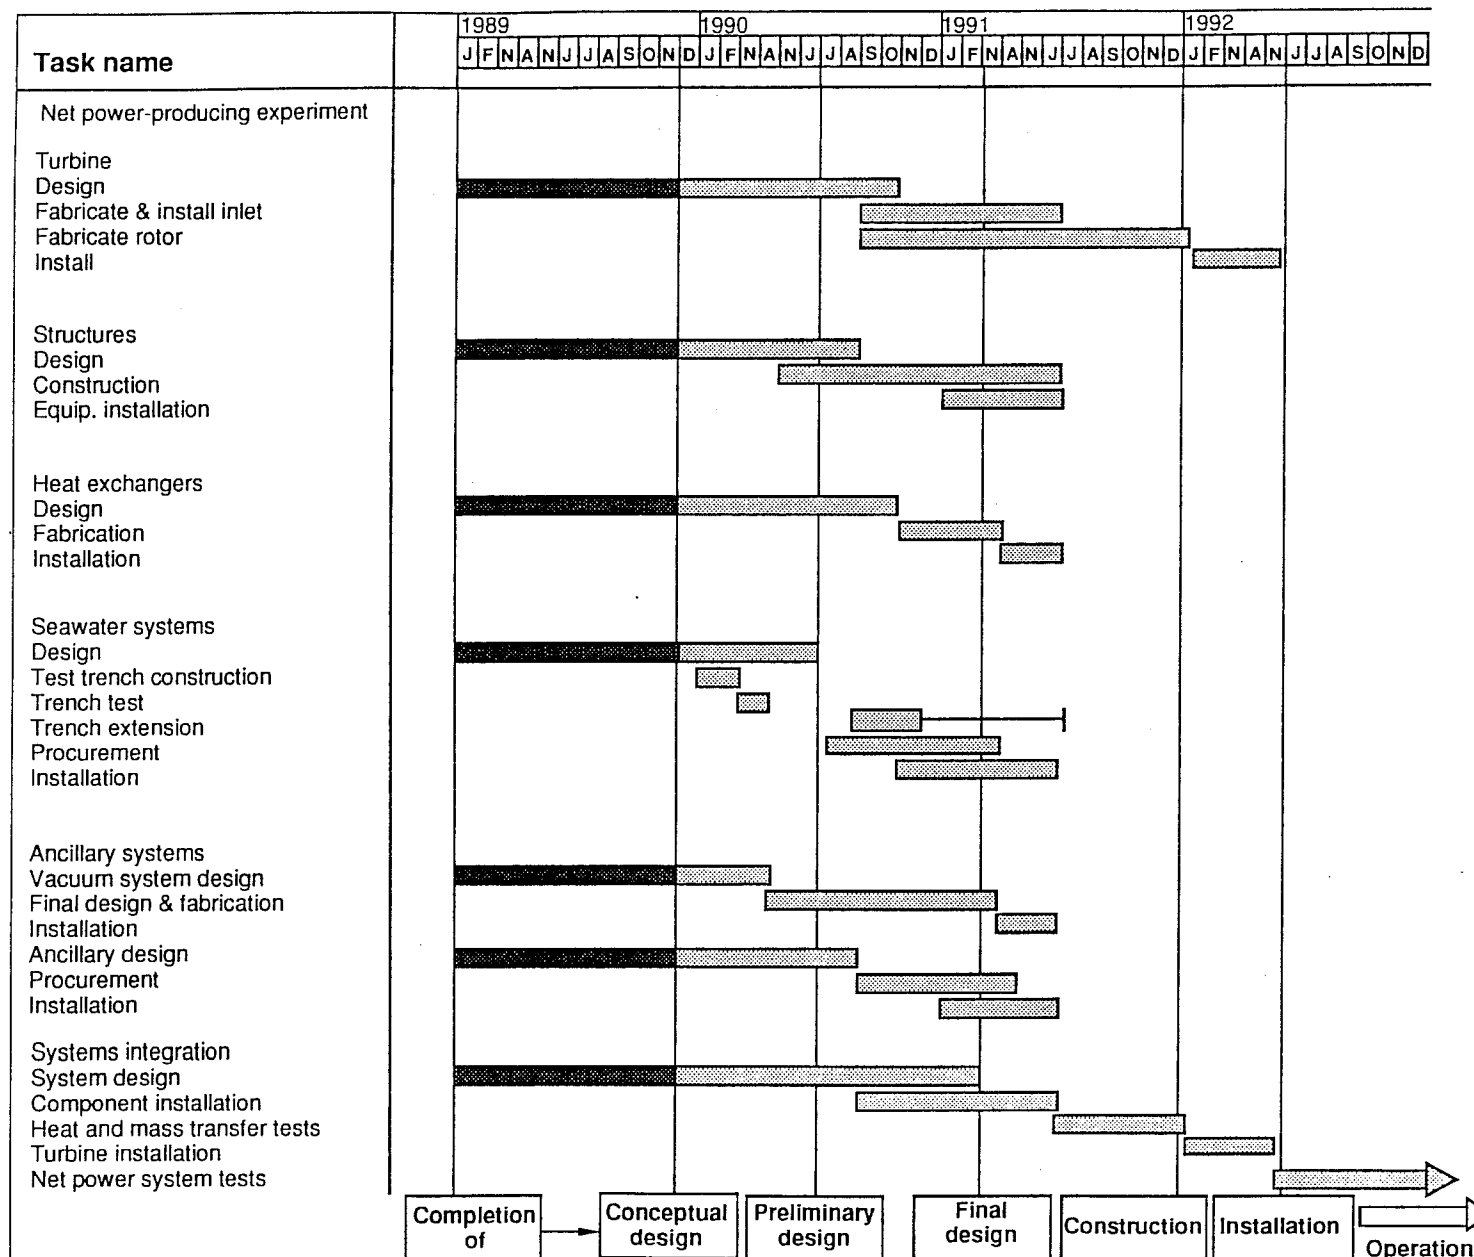 1989 1990 1991 1992
Task name
J F N A N J J A S O N D J F N A N J J A S O N D J F N A N J J A S O N D J F N A N J J A S O N D
Net power-producing experiment
Turbine
Design
Fabricate & install inlet
Fabricate rotor
Install
Structures
Design
Construction
Equip. installation
Heat exchangers
Design
Fabrication
Installation
Seawater systems
Design
Test trench construction
Trench test
Trench extension
Procurement
Installation
Ancillary systems
Vacuum system design
Final design & fabrication
Installation
Ancillary design
Procurement
Installation
Systems integration
System design
Component installation
Heat and mass transfer tests
Turbine installation
Net power system tests
Completion
of
Conceptual
design
Preliminary
design
Final
design
Construction
Installation
Operation